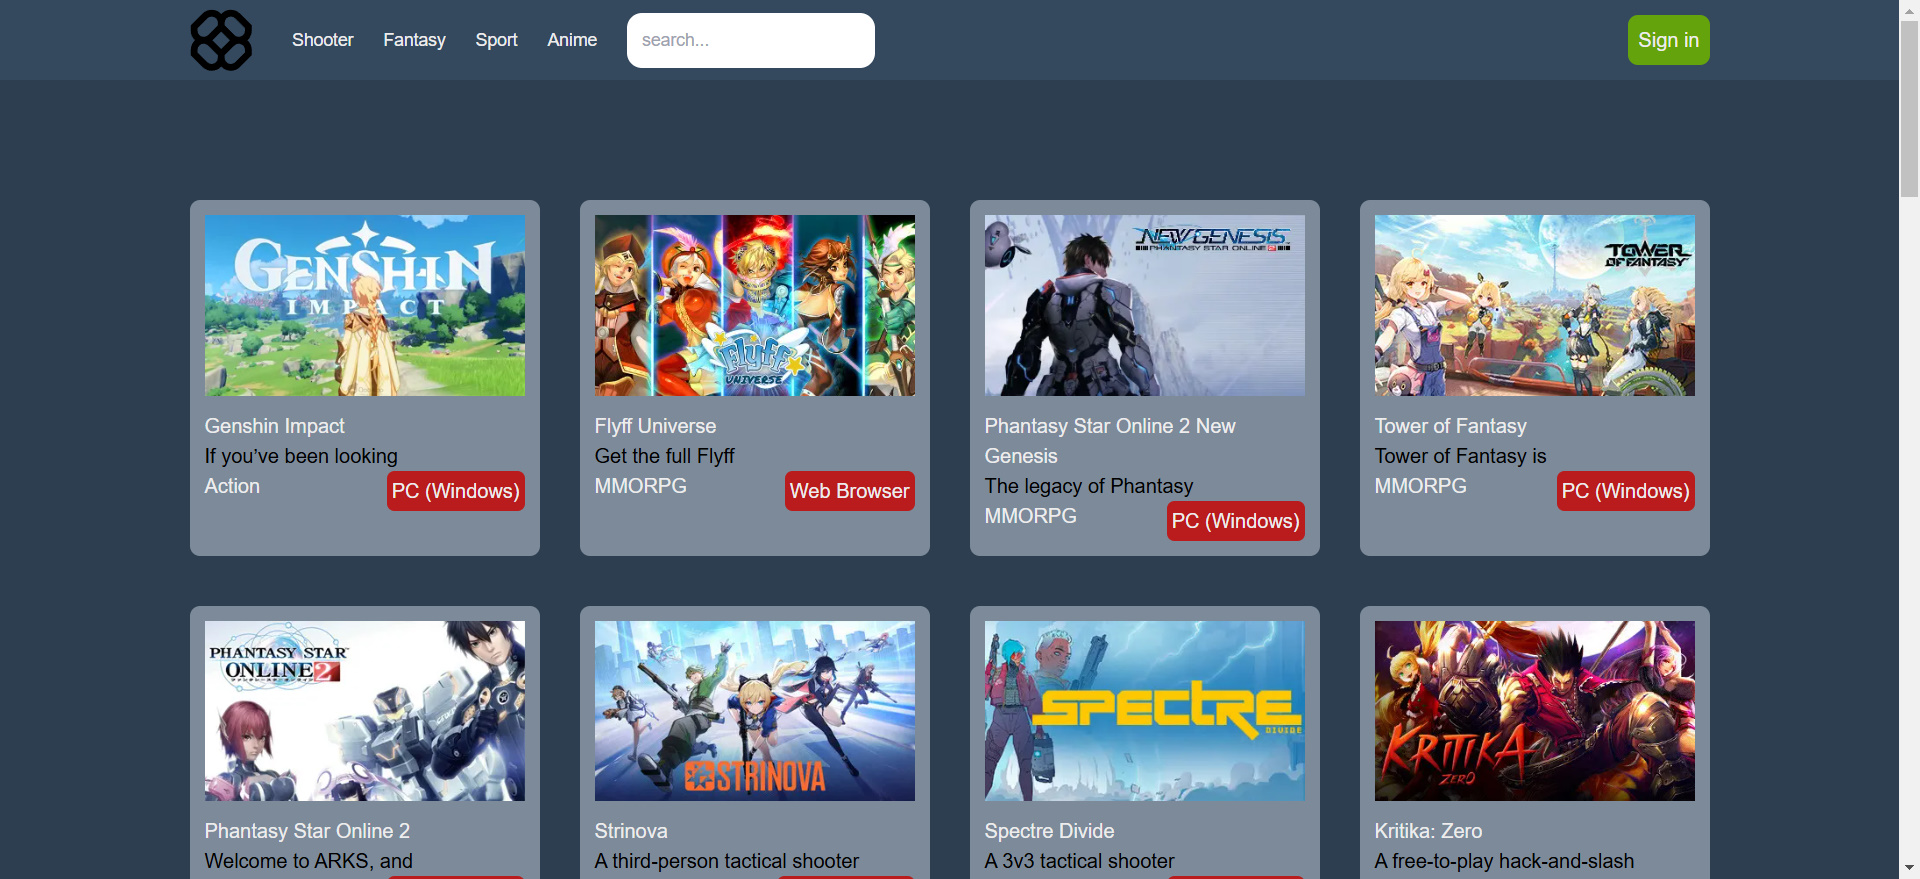 Shooter Fantasy Sport Anime search... Sign in
GENSHIN
IMPACT
Genshin Impact
If you’ve been looking
Action PC (Windows)
Flyff
UNIVERSE
Flyff Universe
Get the full Flyff
MMORPG Web Browser
NEW GENESIS
PHANTASY STAR ONLINE 2
Phantasy Star Online 2 New
Genesis
The legacy of Phantasy
MMORPG PC (Windows)
TOWER
OF FANTASY
Tower of Fantasy
Tower of Fantasy is
MMORPG PC (Windows)
PHANTASY STAR
ONLINE 2
Phantasy Star Online 2
Welcome to ARKS, and
STRINOVA
Strinova
A third-person tactical shooter
SPECTRE
DIVIDE
Spectre Divide
A 3v3 tactical shooter
KRITIKA
ZERO
Kritika: Zero
A free-to-play hack-and-slash